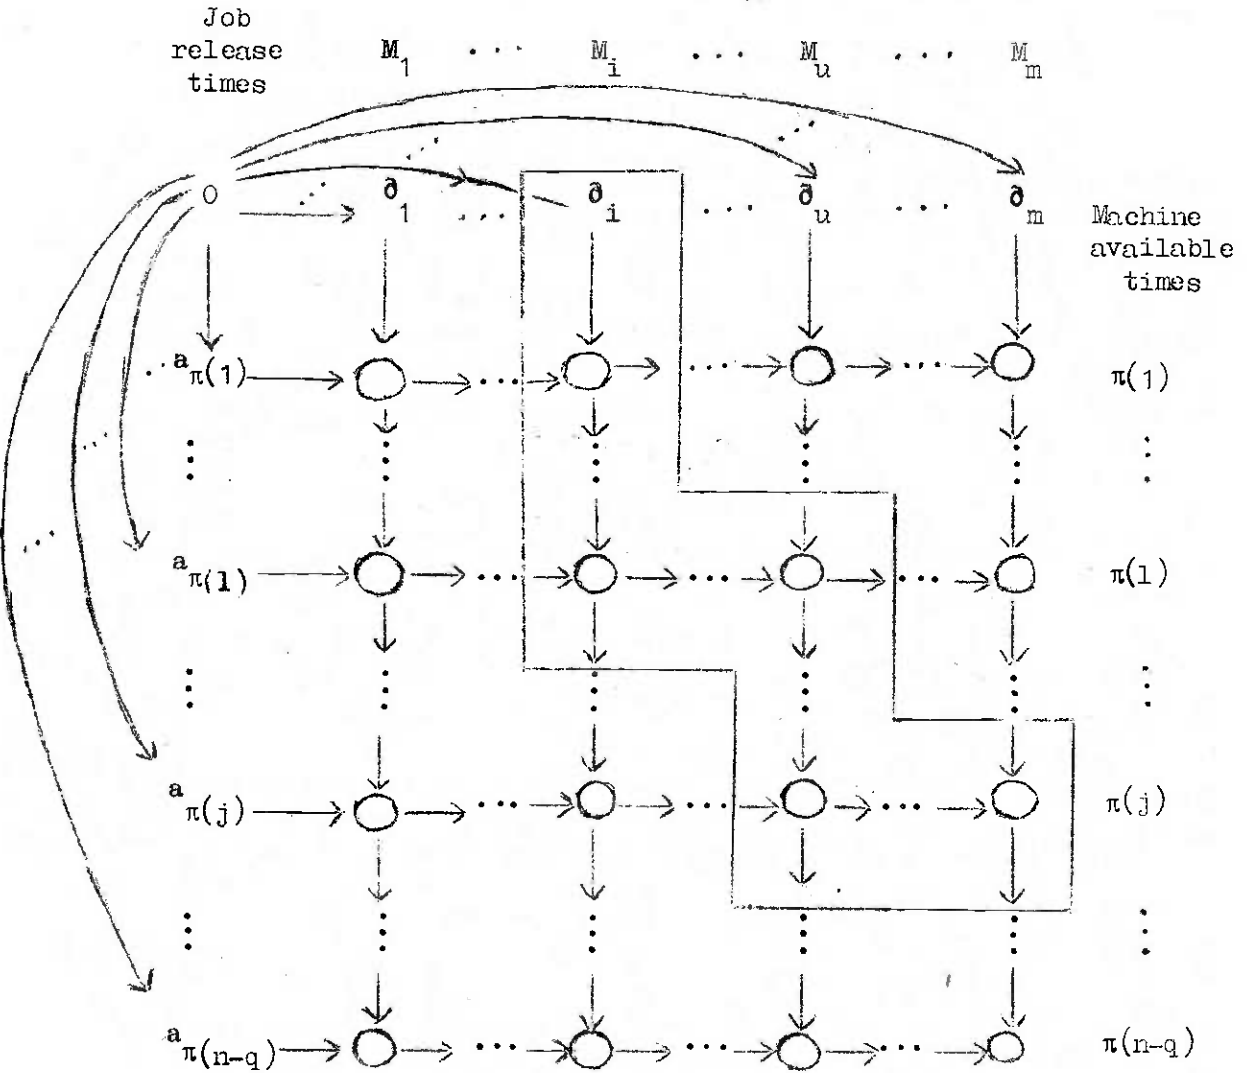 Job
release
times
M1 ... Mi ... Mu ... Mm
0 ∂1 ... ∂i ... ∂u ... ∂m
Machine
available
times
aπ(1) ... ... ... π(1)
aπ(l) ... ... ... π(l)
aπ(j) ... ... ... π(j)
aπ(n-q) ... ... ... π(n-q)